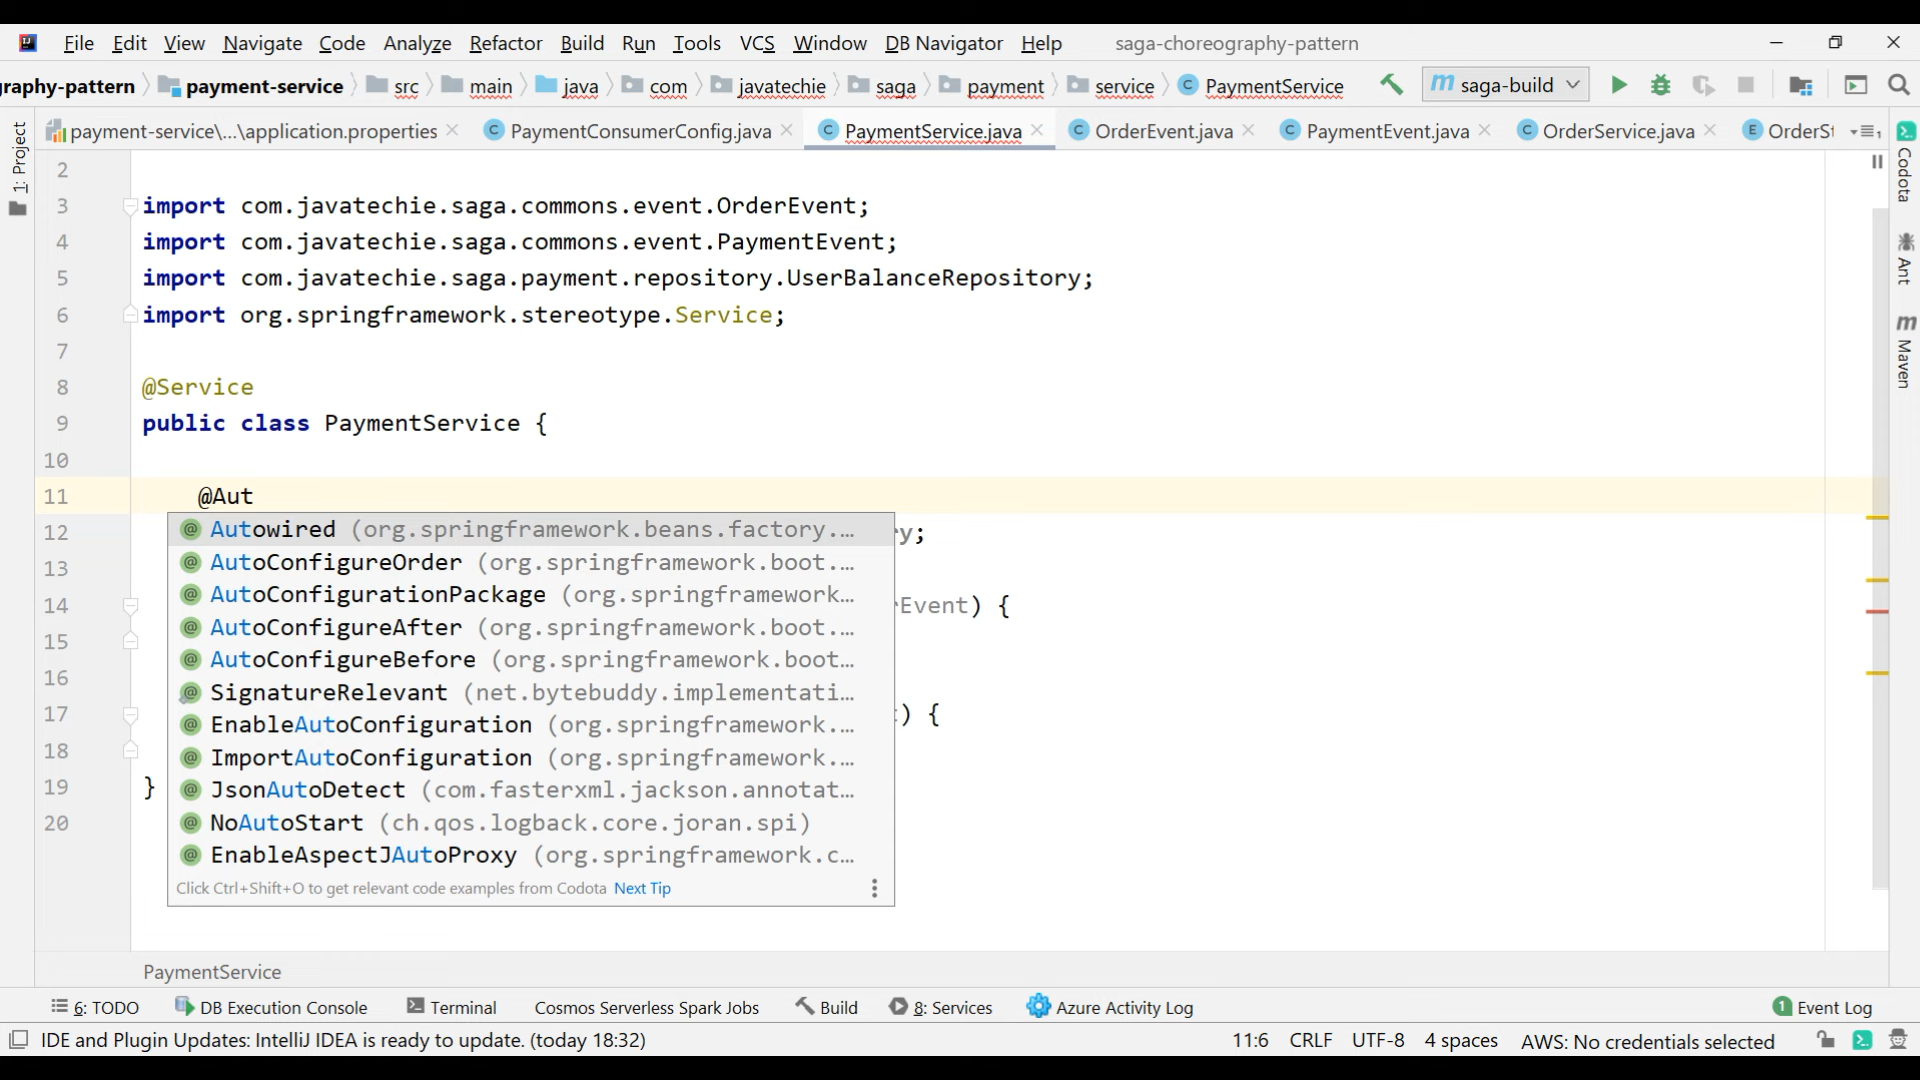 File Edit View Navigate Code Analyze Refactor Build Run Tools VCS Window DB Navigator Help saga-choreography-pattern
graphy-pattern payment-service src main java com javatechie saga payment service PaymentService saga-build
payment-service\...\application.properties PaymentConsumerConfig.java PaymentService.java OrderEvent.java PaymentEvent.java OrderService.java OrderSt
1: Project
Codota
Ant
Maven
2
3 import com.javatechie.saga.commons.event.OrderEvent;
4 import com.javatechie.saga.commons.event.PaymentEvent;
5 import com.javatechie.saga.payment.repository.UserBalanceRepository;
6 import org.springframework.stereotype.Service;
7
8 @Service
9 public class PaymentService {
10
11 @Aut
12 ry;
13
14 rEvent) {
15
16
17 t) {
18
19 }
20
Autowired (org.springframework.beans.factory....
AutoConfigureOrder (org.springframework.boot....
AutoConfigurationPackage (org.springframework...
AutoConfigureAfter (org.springframework.boot....
AutoConfigureBefore (org.springframework.boot...
SignatureRelevant (net.bytebuddy.implementati...
EnableAutoConfiguration (org.springframework....
ImportAutoConfiguration (org.springframework....
JsonAutoDetect (com.fasterxml.jackson.annotat...
NoAutoStart (ch.qos.logback.core.joran.spi)
EnableAspectJAutoProxy (org.springframework.c...
Click Ctrl+Shift+O to get relevant code examples from Codota Next Tip
PaymentService
6: TODO DB Execution Console Terminal Cosmos Serverless Spark Jobs Build 8: Services Azure Activity Log 1 Event Log
IDE and Plugin Updates: IntelliJ IDEA is ready to update. (today 18:32) 11:6 CRLF UTF-8 4 spaces AWS: No credentials selected